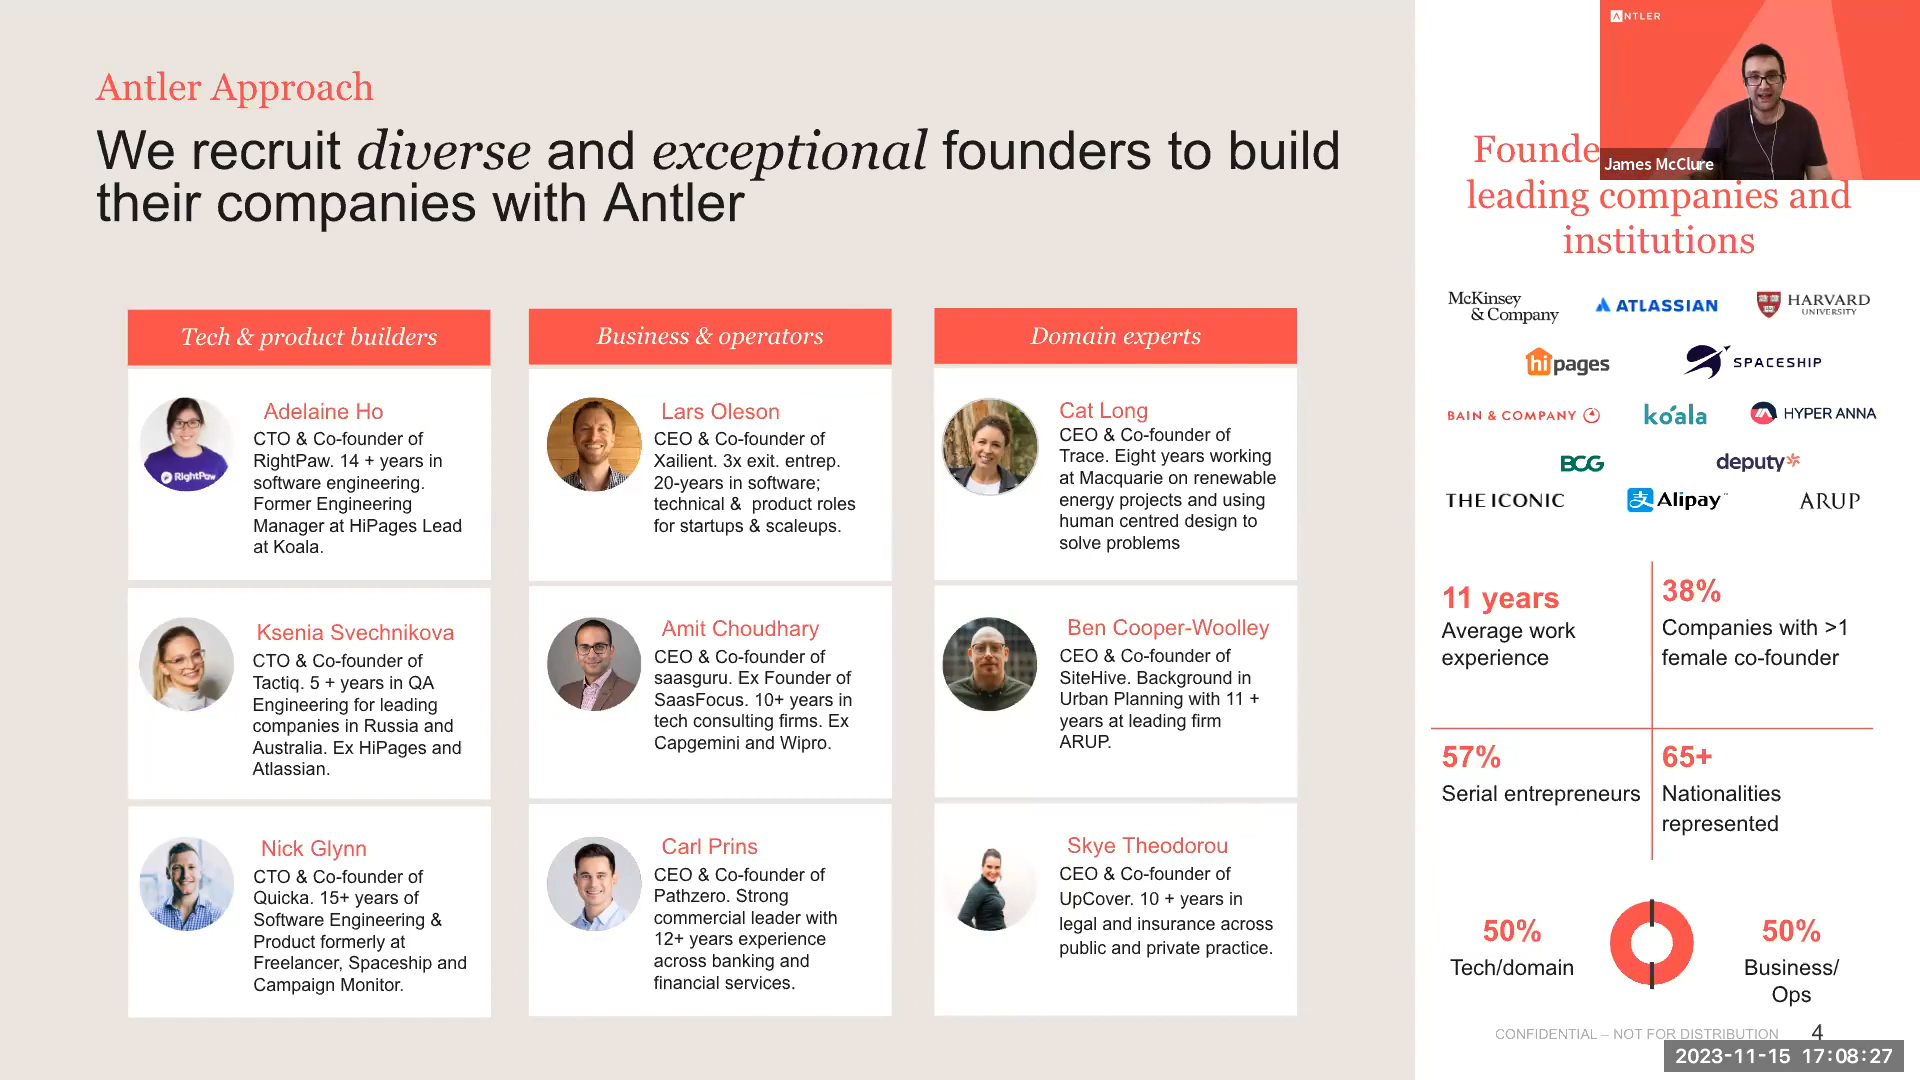 Antler Approach
We recruit diverse and exceptional founders to build
their companies with Antler
Tech & product builders
Adelaine Ho
CTO & Co-founder of
RightPaw. 14 + years in
software engineering.
Former Engineering
Manager at HiPages Lead
at Koala.
RightPaw
Ksenia Svechnikova
CTO & Co-founder of
Tactiq. 5 + years in QA
Engineering for leading
companies in Russia and
Australia. Ex HiPages and
Atlassian.
Nick Glynn
CTO & Co-founder of
Quicka. 15+ years of
Software Engineering &
Product formerly at
Freelancer, Spaceship and
Campaign Monitor.
Business & operators
Lars Oleson
CEO & Co-founder of
Xailient. 3x exit. entrep.
20-years in software;
technical & product roles
for startups & scaleups.
Amit Choudhary
CEO & Co-founder of
saasguru. Ex Founder of
SaasFocus. 10+ years in
tech consulting firms. Ex
Capgemini and Wipro.
Carl Prins
CEO & Co-founder of
Pathzero. Strong
commercial leader with
12+ years experience
across banking and
financial services.
Domain experts
Cat Long
CEO & Co-founder of
Trace. Eight years working
at Macquarie on renewable
energy projects and using
human centred design to
solve problems
Ben Cooper-Woolley
CEO & Co-founder of
SiteHive. Background in
Urban Planning with 11 +
years at leading firm
ARUP.
Skye Theodorou
CEO & Co-founder of
UpCover. 10 + years in
legal and insurance across
public and private practice.
ANTLER
James McClure
Founde
leading companies and
institutions
McKinsey
& Company
ATLASSIAN
HARVARD
UNIVERSITY
hipages
SPACESHIP
BAIN & COMPANY
koala
HYPER ANNA
BCG
deputy
THE ICONIC
支 Alipay
ARUP
11 years
Average work
experience
38%
Companies with >1
female co-founder
57%
Serial entrepreneurs
65+
Nationalities
represented
50%
Tech/domain
50%
Business/
Ops
CONFIDENTIAL – NOT FOR DISTRIBUTION 4
2023-11-15 17:08:27